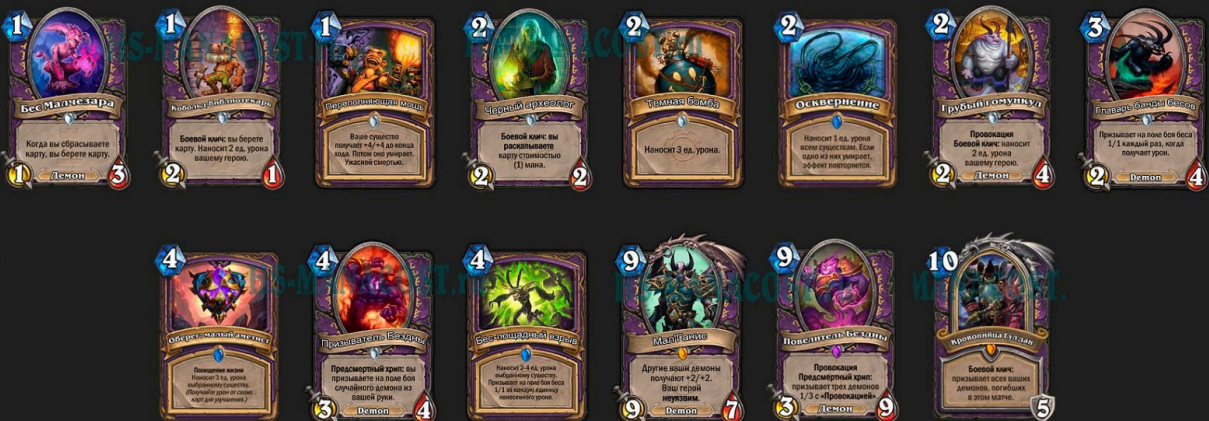 1
Бес Малчезара
Когда вы сбрасываете
карту, вы берете карту.
1
Демон
3
1
Кобольд-библиотекарь
Боевой клич: вы берете
карту. Наносит 2 ед. урона
вашему герою.
2
1
1
Переполняющая мощь
Ваше существо
получает +4/+4 до конца
хода. Потом оно умирает.
Ужасной смертью.
2
Черный археолог
Боевой клич: вы
раскапываете
карту стоимостью
(1) мана.
2
2
2
Темная бомба
Наносит 3 ед. урона.
2
Осквернение
Наносит 1 ед. урона
всем существам. Если
одно из них умирает,
эффект повторяется.
2
Грубый гомункул
Провокация
Боевой клич: наносит
2 ед. урона
вашему герою.
2
Демон
4
3
Главарь банды бесов
Призывает на поле боя беса
1/1 каждый раз, когда
получает урон.
2
Demon
4
4
Оберег: малый аметист
Похищение жизни
Наносит 3 ед. урона
выбранному существу.
(Получайте урон от своих
карт для улучшения.)
4
Призыватель Бездны
Предсмертный хрип: вы
призываете на поле боя
случайного демона из
вашей руки.
3
Demon
4
4
Бес-пощадный взрыв
Наносит 2-4 ед. урона
выбранному существу.
Призывает на поле боя беса
1/1 за каждую единицу
нанесенного урона.
9
Мал'Ганис
Другие ваши демоны
получают +2/+2.
Ваш герой
неуязвим.
9
Demon
7
9
Повелитель Бездны
Провокация
Предсмертный хрип:
призывает трех демонов
1/3 с «Провокацией».
3
Демон
9
10
Кровопийца Гул'дан
Боевой клич:
призывает всех ваших
демонов, погибших
в этом матче.
5